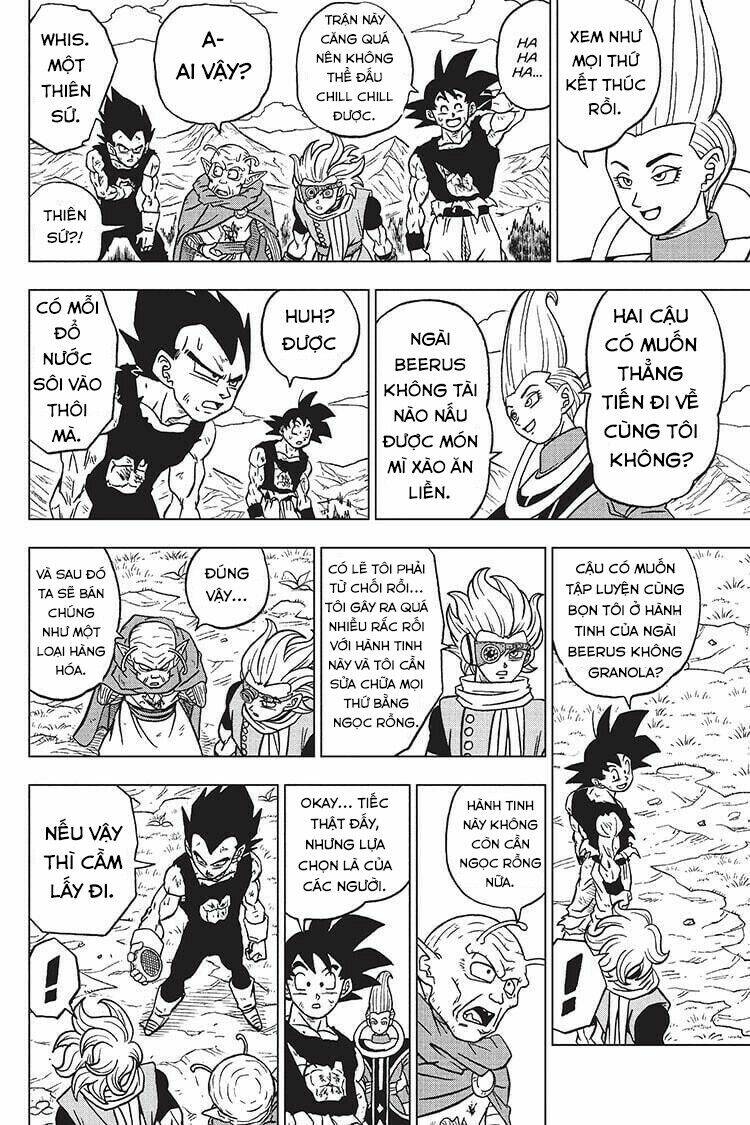 XEM NHƯ
MỌI THỨ
KẾT THÚC
RỒI.
HA
HA
HA...
TRẬN NÀY
CĂNG QUÁ
NÊN KHÔNG
THỂ ĐẤU
CHILL CHILL
ĐƯỢC.
A-
AI VẬY?
WHIS.
MỘT
THIÊN
SỨ.
THIÊN
SỨ?!
HAI CẬU
CÓ MUỐN
THẲNG
TIẾN ĐI VỀ
CÙNG TÔI
KHÔNG?
NGÀI
BEERUS
KHÔNG TÀI
NÀO NẤU
ĐƯỢC MÓN
MÌ XÀO ĂN
LIỀN.
HUH?
ĐƯỢC
CÓ MỖI
ĐỔ
NƯỚC
SÔI VÀO
THÔI
MÀ.
CẬU CÓ MUỐN
TẬP LUYỆN CÙNG
BỌN TÔI Ở HÀNH
TINH CỦA NGÀI
BEERUS KHÔNG
GRANOLA?
CÓ LẼ TÔI PHẢI
TỪ CHỐI RỒI...
TÔI GÂY RA QUÁ
NHIỀU RẮC RỐI
VỚI HÀNH TINH
NÀY VÀ TÔI CẦN
SỬA CHỮA MỌI
THỨ BẰNG
NGỌC RỒNG.
ĐÚNG
VẬY...
VÀ SAU ĐÓ
TA SẼ BÁN
CHÚNG
NHƯ MỘT
LOẠI HÀNG
HÓA.
!
HÀNH TINH
NÀY KHÔNG
CÒN CẦN
NGỌC RỒNG
NỮA.
OKAY... TIẾC
THẬT ĐẤY,
NHƯNG LỰA
CHỌN LÀ CỦA
CÁC NGƯỜI.
NẾU VẬY
THÌ CẦM
LẤY ĐI.
!